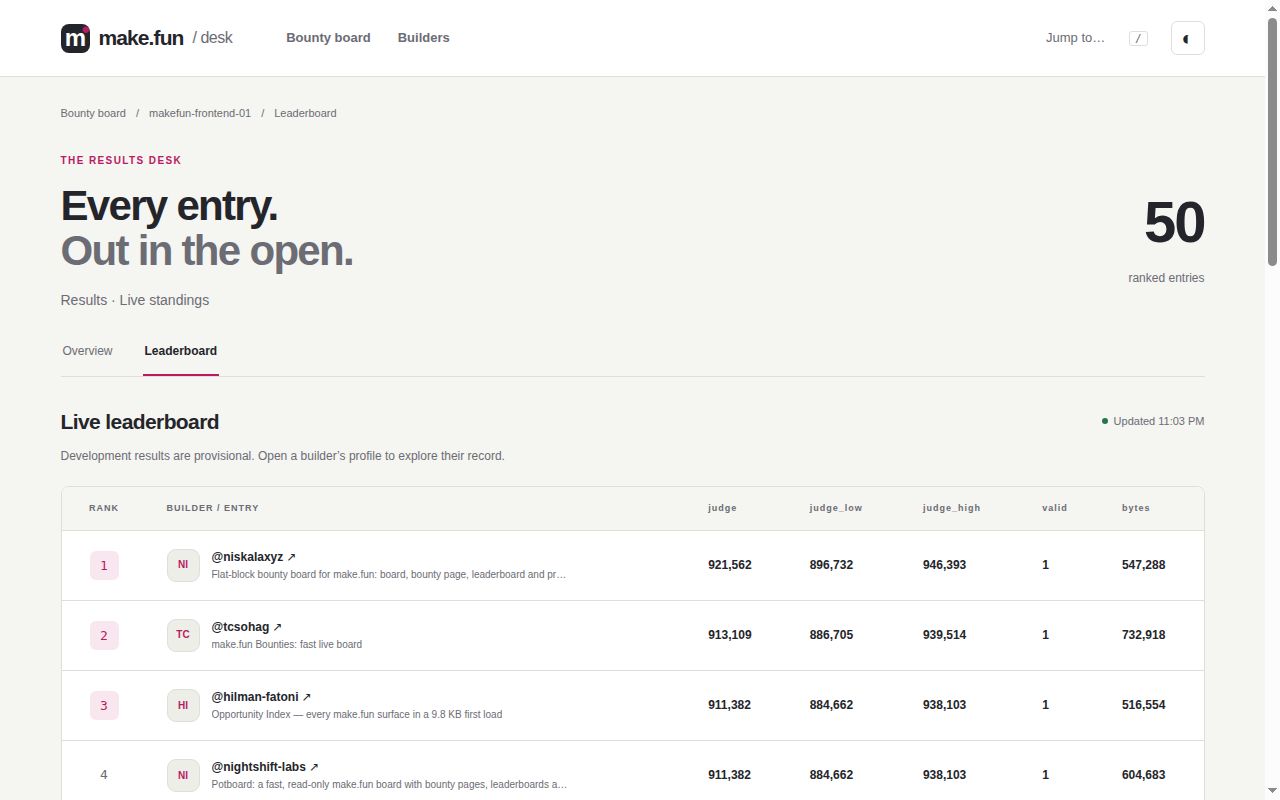 m make.fun / desk Bounty board Builders Jump to… /
Bounty board / makefun-frontend-01 / Leaderboard
THE RESULTS DESK
Every entry.
Out in the open.
50
ranked entries
Results · Live standings
Overview Leaderboard
Live leaderboard
Updated 11:03 PM
Development results are provisional. Open a builder’s profile to explore their record.
RANK BUILDER / ENTRY judge judge_low judge_high valid bytes
1 NI @niskalaxyz ↗ 921,562 896,732 946,393 1 547,288
Flat-block bounty board for make.fun: board, bounty page, leaderboard and pr…
2 TC @tcsohag ↗ 913,109 886,705 939,514 1 732,918
make.fun Bounties: fast live board
3 HI @hilman-fatoni ↗ 911,382 884,662 938,103 1 516,554
Opportunity Index — every make.fun surface in a 9.8 KB first load
4 NI @nightshift-labs ↗ 911,382 884,662 938,103 1 604,683
Potboard: a fast, read-only make.fun board with bounty pages, leaderboards a…